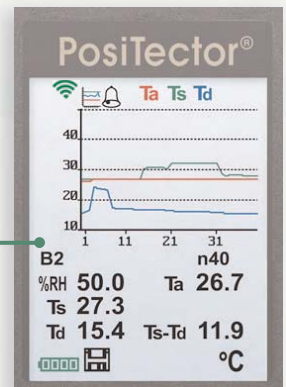 PosiTector®
Ta Ts Td
40
30
20
10
1 11 21 31
B2 n40
%RH 50.0 Ta 26.7
Ts 27.3
Td 15.4 Ts-Td 11.9
°C